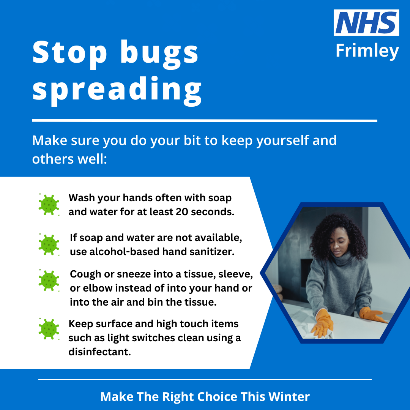 NHS
Frimley
Stop bugs
spreading
Make sure you do your bit to keep yourself and
others well:
Wash your hands often with soap
and water for at least 20 seconds.
If soap and water are not available,
use alcohol-based hand sanitizer.
Cough or sneeze into a tissue, sleeve,
or elbow instead of into your hand or
into the air and bin the tissue.
Keep surface and high touch items
such as light switches clean using a
disinfectant.
Make The Right Choice This Winter